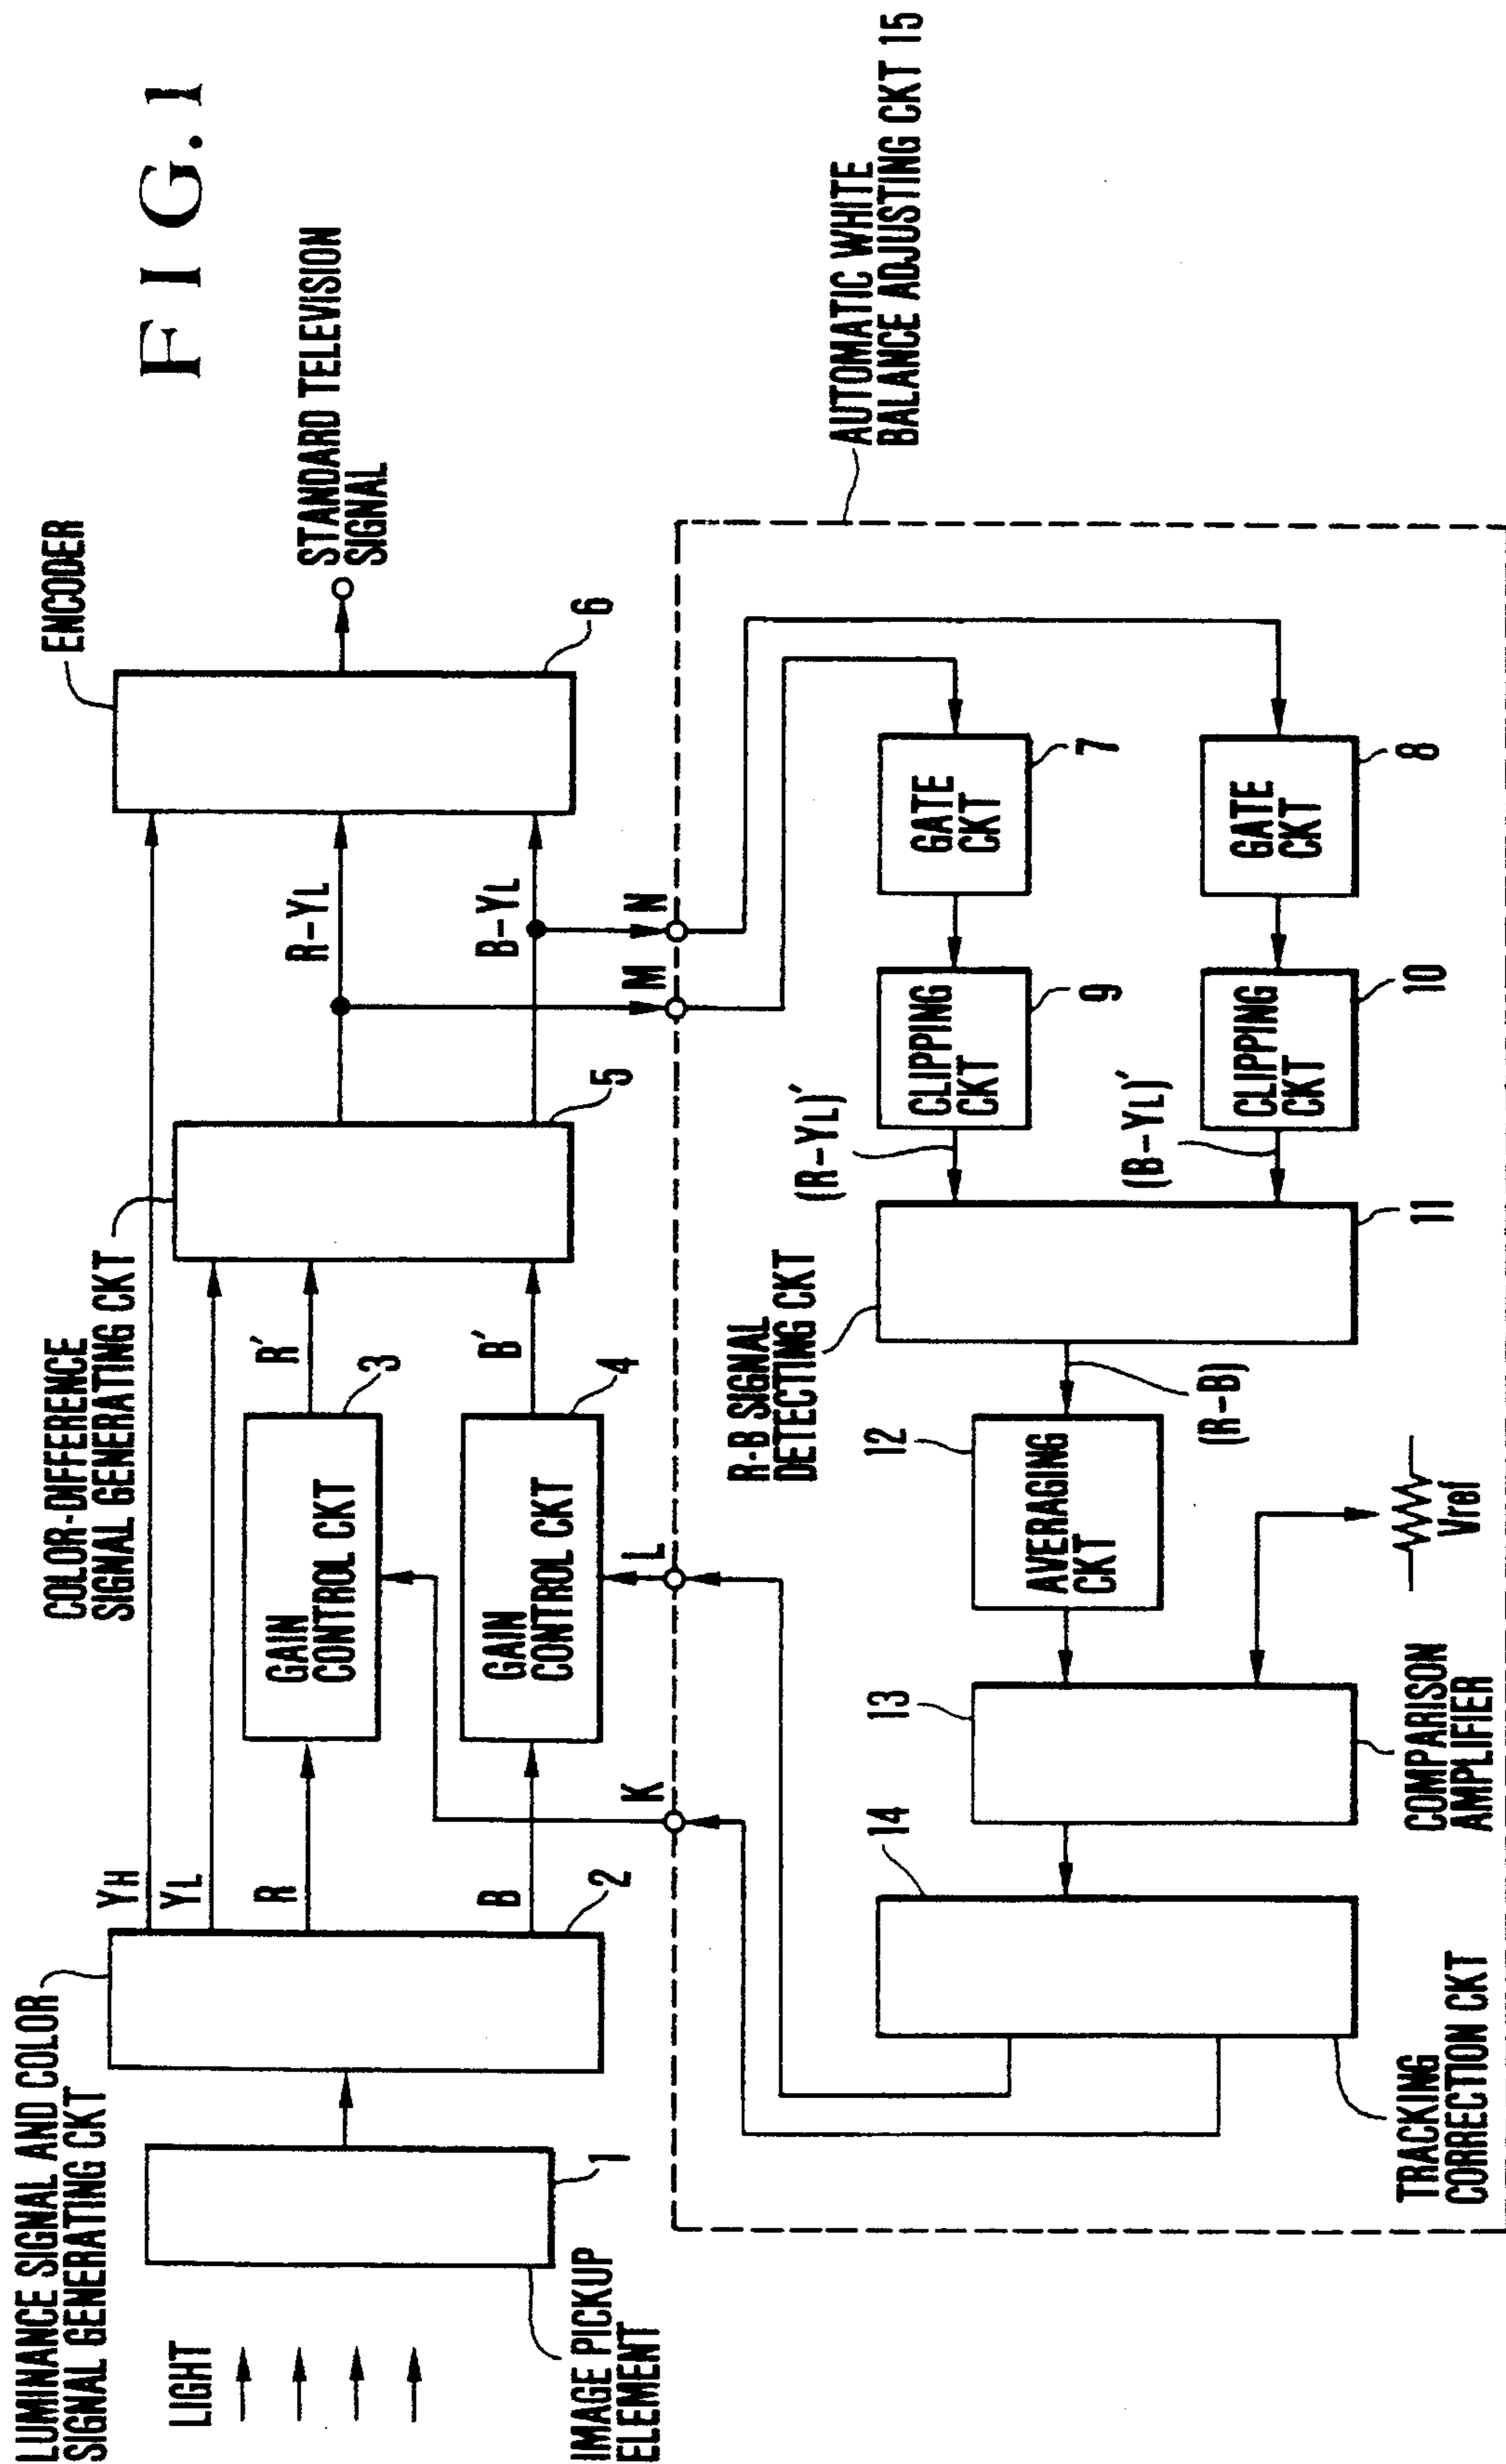 FIG.1
LUMINANCE SIGNAL AND COLOR
SIGNAL GENERATING CKT
LIGHT
IMAGE PICKUP
ELEMENT
1
2
YH
YL
R
B
GAIN
CONTROL CKT
3
GAIN
CONTROL CKT
4
R'
B'
COLOR-DIFFERENCE
SIGNAL GENERATING CKT
5
R-YL
B-YL
ENCODER
6
STANDARD TELEVISION
SIGNAL
K
L
M
N
AUTOMATIC WHITE
BALANCE ADJUSTING CKT 15
GATE
CKT
7
GATE
CKT
8
CLIPPING
CKT
9
CLIPPING
CKT
10
(R-YL)'
(B-YL)'
R-B SIGNAL
DETECTING CKT
11
(R-B)
12
AVERAGING
CKT
Vref
13
COMPARISON
AMPLIFIER
14
TRACKING
CORRECTION CKT